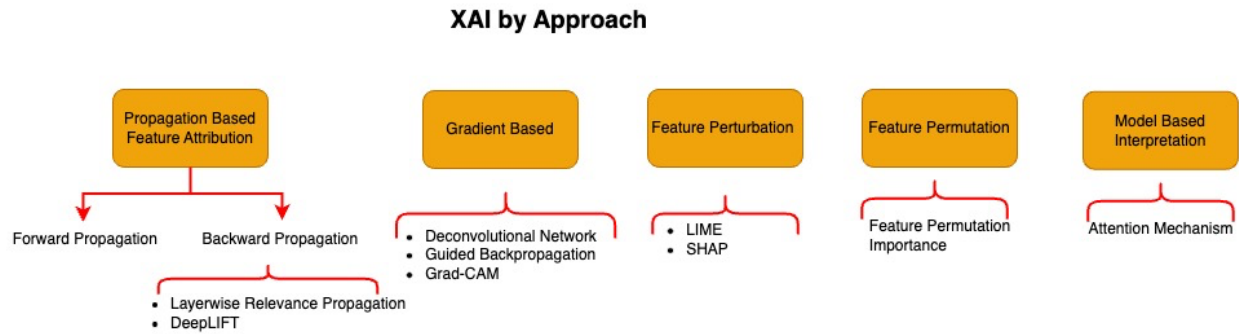 XAI by Approach
Propagation Based
Feature Attribution
Gradient Based
Feature Perturbation
Feature Permutation
Model Based
Interpretation
Forward Propagation
Backward Propagation
• Layerwise Relevance Propagation
• DeepLIFT
• Deconvolutional Network
• Guided Backpropagation
• Grad-CAM
• LIME
• SHAP
Feature Permutation
Importance
Attention Mechanism